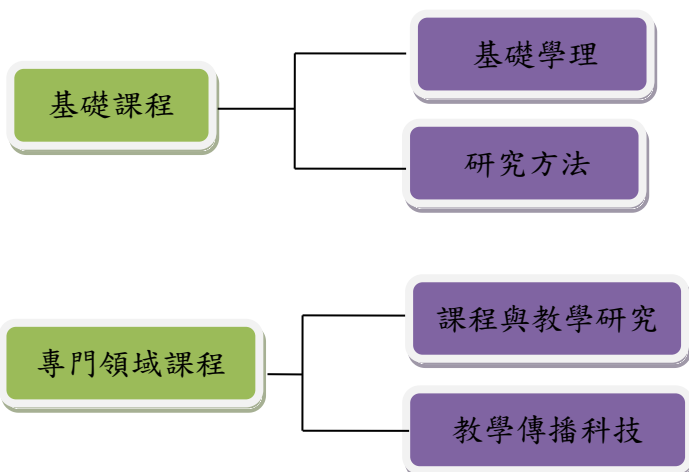 基礎課程
基礎學理
研究方法
專門領域課程
課程與教學研究
教學傳播科技